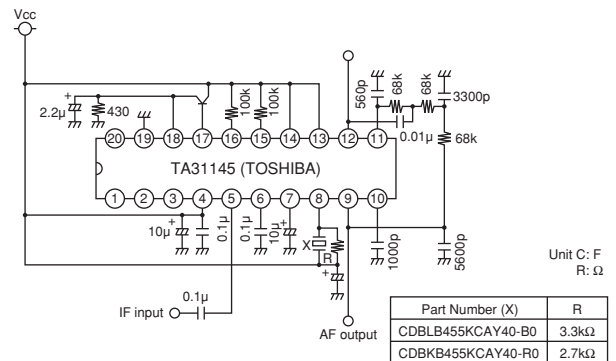 Vcc
2.2µ
+
430
100k
100k
560p
68k
68k
3300p
0.01µ
68k
20 19 18 17 16 15 14 13 12 11
TA31145 (TOSHIBA)
1 2 3 4 5 6 7 8 9 10
10µ
+
0.1µ
0.1µ
10µ
+
X
R
+
1000p
5600p
0.1µ
IF input
AF output
Unit C: F
R: Ω
Part Number (X) R
CDBLB455KCAY40-B0 3.3kΩ
CDBKB455KCAY40-R0 2.7kΩ